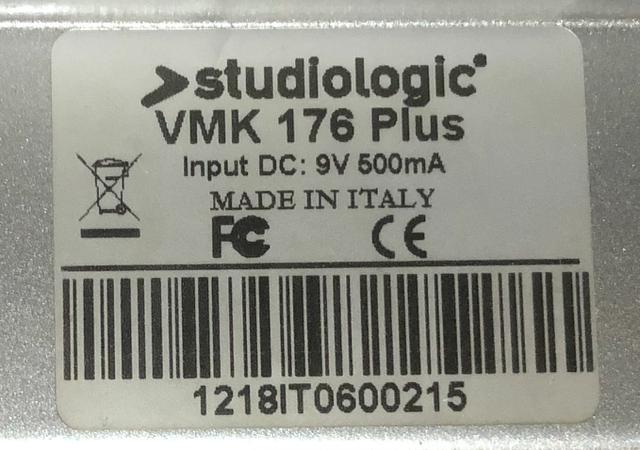 studiologic
VMK 176 Plus
Input DC: 9V 500mA
MADE IN ITALY
FC CE
1218IT0600215